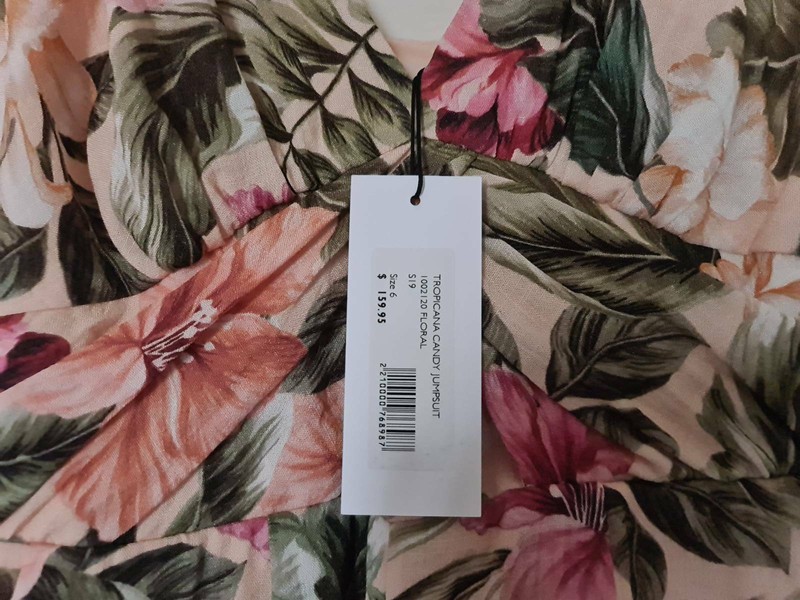 TROPICANA CANDY JUMPSUIT
1002120 FLORAL
S19
Size 6
$ 159.95
2210000768987